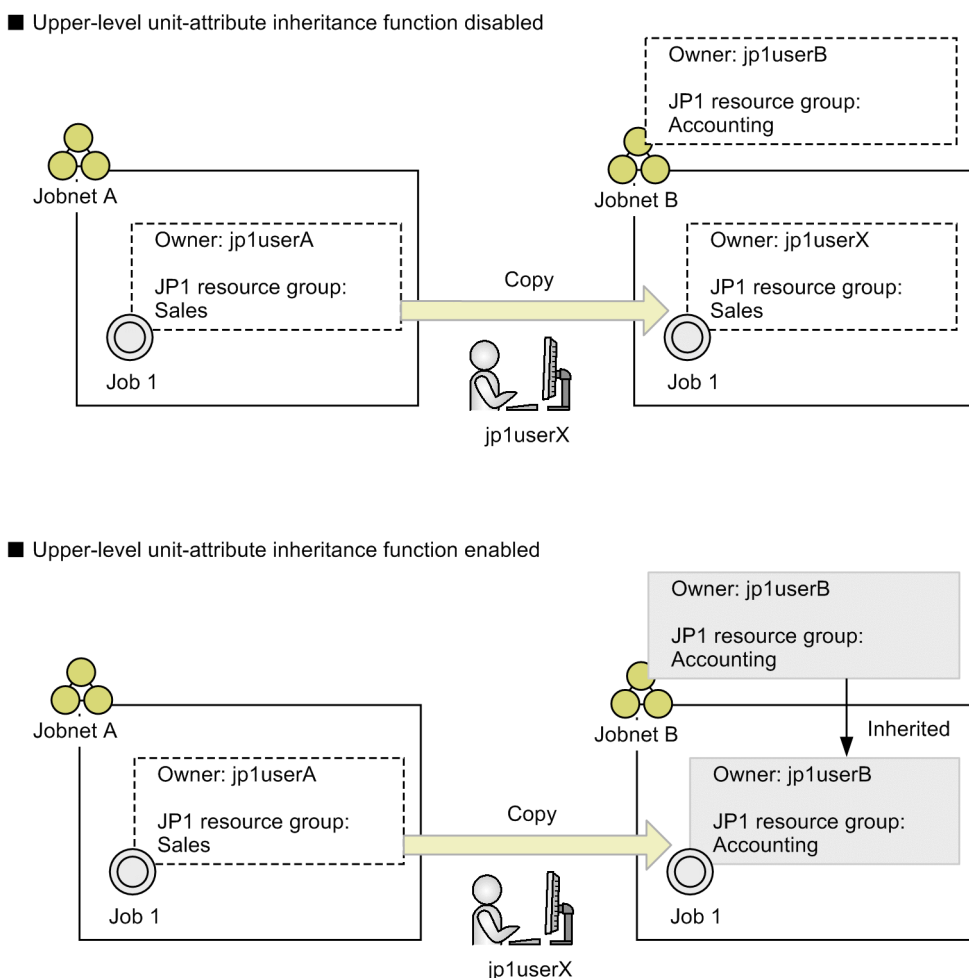 ■ Upper-level unit-attribute inheritance function disabled
Owner: jp1userB
JP1 resource group:
Accounting
Jobnet A
Jobnet B
Owner: jp1userA
JP1 resource group:
Sales
Copy
Owner: jp1userX
JP1 resource group:
Sales
Job 1
Job 1
jp1userX
■ Upper-level unit-attribute inheritance function enabled
Owner: jp1userB
JP1 resource group:
Accounting
Jobnet A
Jobnet B
Inherited
Owner: jp1userA
JP1 resource group:
Sales
Copy
Owner: jp1userB
JP1 resource group:
Accounting
Job 1
Job 1
jp1userX